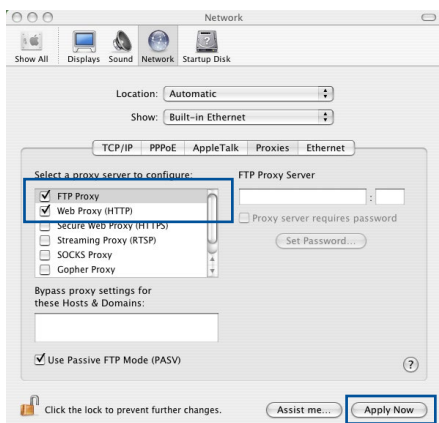 Network
Show All Displays Sound Network Startup Disk
Location: Automatic
Show: Built-in Ethernet
TCP/IP PPPoE AppleTalk Proxies Ethernet
Select a proxy server to configure: FTP Proxy Server
FTP Proxy
:
Web Proxy (HTTP)
Proxy server requires password
Secure Web Proxy (HTTPS)
Streaming Proxy (RTSP) Set Password...
SOCKS Proxy
Gopher Proxy
Bypass proxy settings for
these Hosts & Domains:
Use Passive FTP Mode (PASV) ?
Click the lock to prevent further changes. Assist me... Apply Now